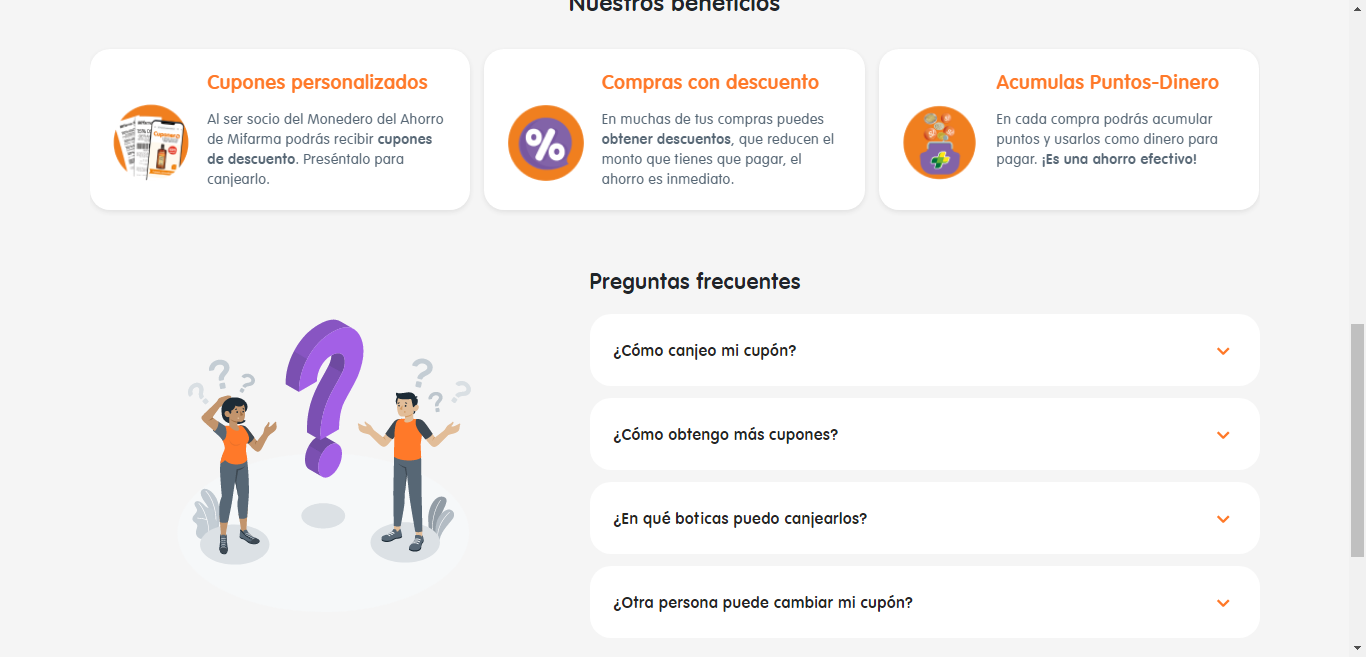 Nuestros beneficios
Cupones personalizados
Al ser socio del Monedero del Ahorro
de Mifarma podrás recibir cupones
de descuento. Preséntalo para
canjearlo.
Compras con descuento
En muchas de tus compras puedes
obtener descuentos, que reducen el
monto que tienes que pagar, el
ahorro es inmediato.
%
Acumulas Puntos-Dinero
En cada compra podrás acumular
puntos y usarlos como dinero para
pagar. ¡Es una ahorro efectivo!
Preguntas frecuentes
¿Cómo canjeo mi cupón?
¿Cómo obtengo más cupones?
¿En qué boticas puedo canjearlos?
¿Otra persona puede cambiar mi cupón?